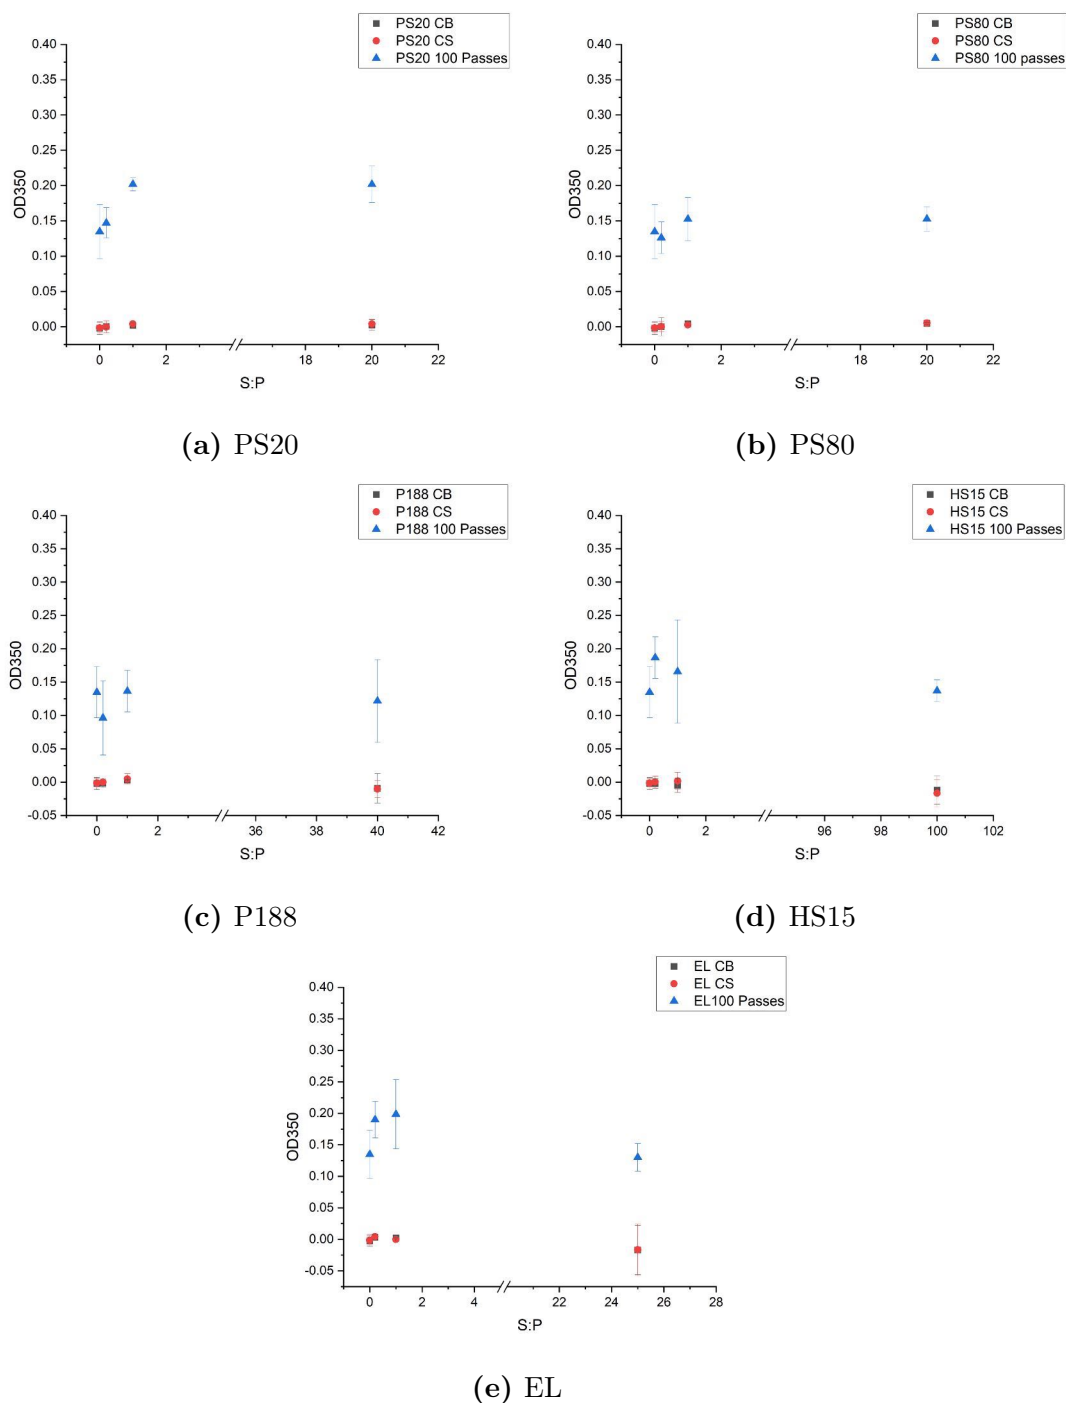 PS20 CB
PS20 CS
PS20 100 Passes
0.40
0.35
0.30
0.25
0.20
0.15
0.10
0.05
0.00
OD350
0 2 18 20 22
S:P
(a) PS20
PS80 CB
PS80 CS
PS80 100 passes
0.40
0.35
0.30
0.25
0.20
0.15
0.10
0.05
0.00
OD350
0 2 18 20 22
S:P
(b) PS80
P188 CB
P188 CS
P188 100 Passes
0.40
0.35
0.30
0.25
0.20
0.15
0.10
0.05
0.00
-0.05
OD350
0 2 36 38 40 42
S:P
(c) P188
HS15 CB
HS15 CS
HS15 100 Passes
0.40
0.35
0.30
0.25
0.20
0.15
0.10
0.05
0.00
-0.05
OD350
0 2 96 98 100 102
S:P
(d) HS15
EL CB
EL CS
EL100 Passes
0.40
0.35
0.30
0.25
0.20
0.15
0.10
0.05
0.00
-0.05
OD350
0 2 4 22 24 26 28
S:P
(e) EL